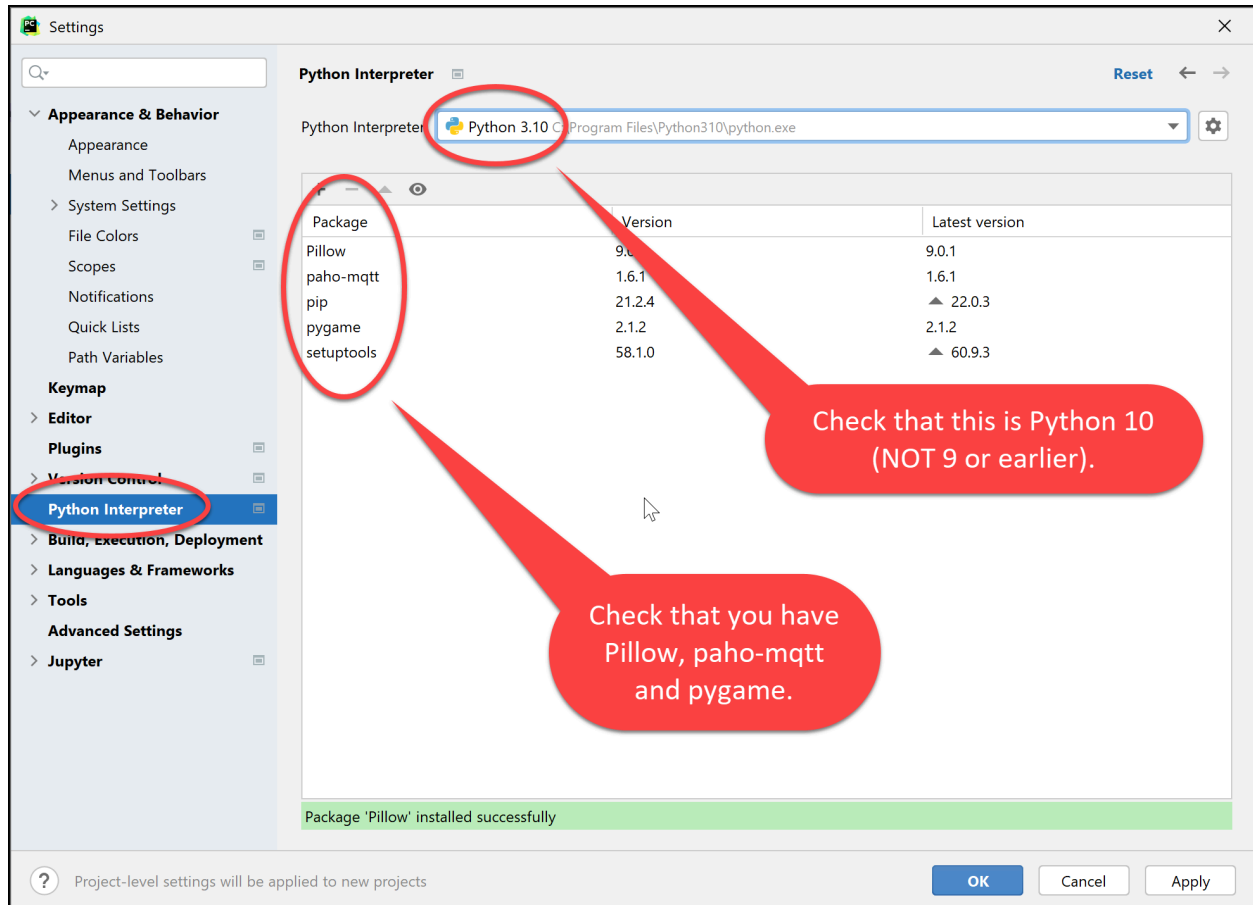 Settings
Python Interpreter
Reset
Appearance & Behavior
Python Interpreter
Python 3.10 C:\Program Files\Python310\python.exe
Appearance
Menus and Toolbars
System Settings
File Colors
Scopes
Notifications
Quick Lists
Path Variables
Keymap
Editor
Plugins
Version Control
Python Interpreter
Build, Execution, Deployment
Languages & Frameworks
Tools
Advanced Settings
Jupyter
Package Version Latest version
Pillow 9.0.1
paho-mqtt 1.6.1 1.6.1
pip 21.2.4 22.0.3
pygame 2.1.2 2.1.2
setuptools 58.1.0 60.9.3
Check that this is Python 10
(NOT 9 or earlier).
Check that you have
Pillow, paho-mqtt
and pygame.
Package 'Pillow' installed successfully
? Project-level settings will be applied to new projects
OK Cancel Apply